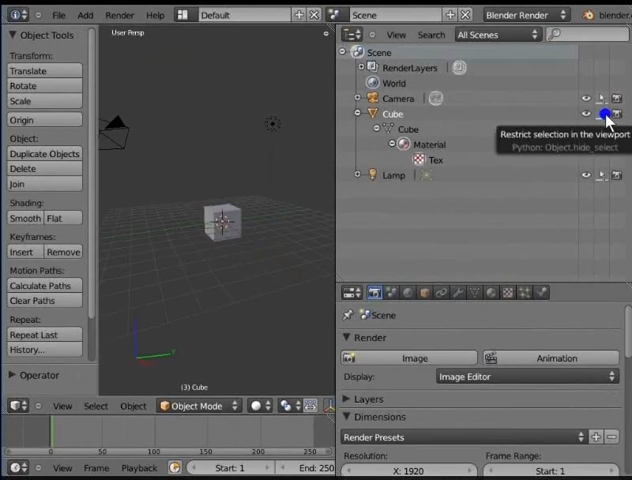 File Add Render Help Default Scene Blender Render blender.
Object Tools
Transform:
Translate
Rotate
Scale
Origin
Object:
Duplicate Objects
Delete
Join
Shading:
Smooth Flat
Keyframes:
Insert Remove
Motion Paths:
Calculate Paths
Clear Paths
Repeat:
Repeat Last
History...
Operator
User Persp
(3) Cube
View Search All Scenes
Scene
RenderLayers
World
Camera
Cube
Cube
Material
Tex
Lamp
Restrict selection in the viewport
Python: Object.hide_select
Scene
Render
Image Animation
Display: Image Editor
Layers
Dimensions
Render Presets
Resolution: Frame Range:
X: 1920 Start: 1
View Select Object Object Mode
0 50 100 150 200 250
View Frame Playback Start: 1 End: 250